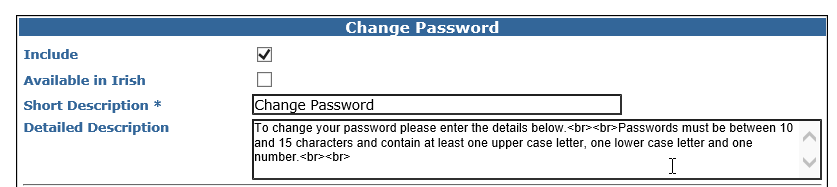 Change Password
Include
Available in Irish
Short Description *
Change Password
Detailed Description
To change your password please enter the details below.<br><br>Passwords must be between 10
and 15 characters and contain at least one upper case letter, one lower case letter and one
number.<br><br>